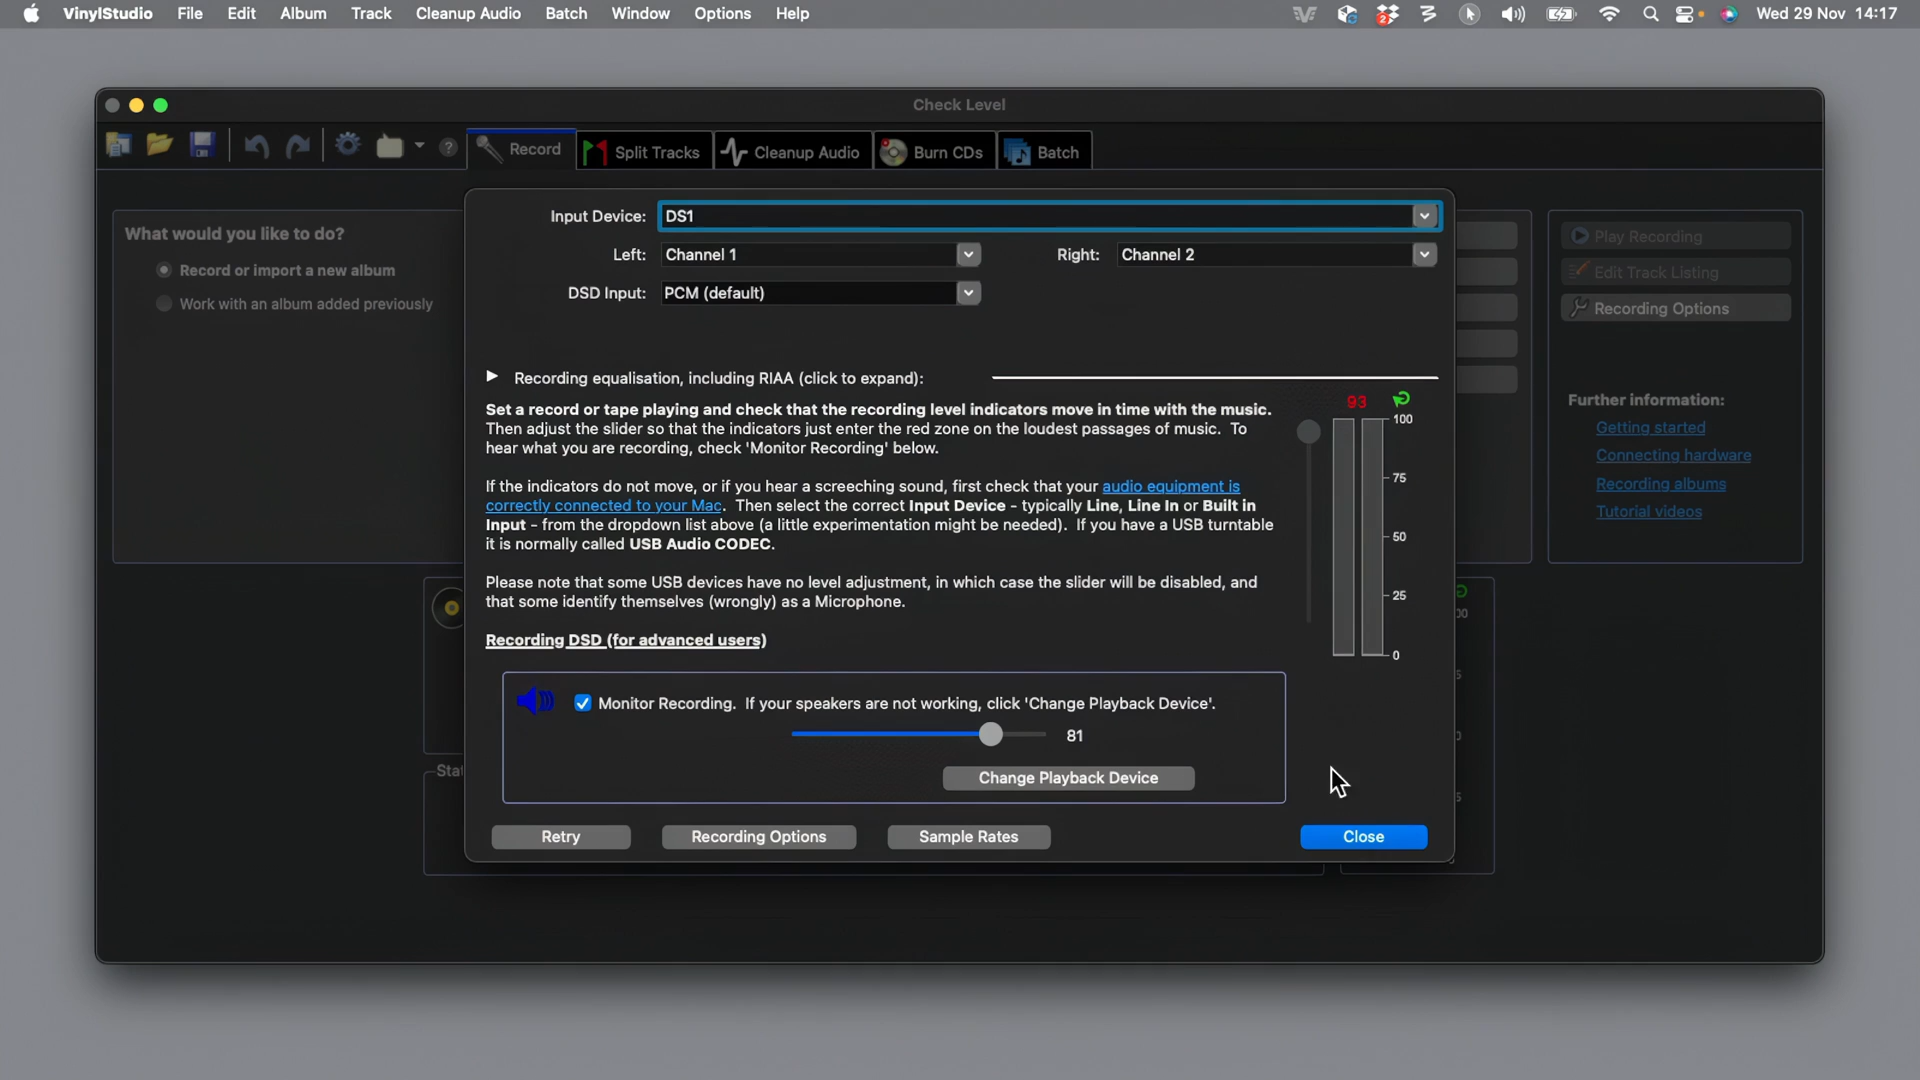 VinylStudio File Edit Album Track Cleanup Audio Batch Window Options Help 2 Wed 29 Nov 14:17
Check Level
? Record Split Tracks Cleanup Audio Burn CDs Batch
What would you like to do?
Record or import a new album
Work with an album added previously
Input Device: DS1
Left: Channel 1 Right: Channel 2
DSD Input: PCM (default)
Recording equalisation, including RIAA (click to expand):
Set a record or tape playing and check that the recording level indicators move in time with the music.
Then adjust the slider so that the indicators just enter the red zone on the loudest passages of music. To
hear what you are recording, check 'Monitor Recording' below.
If the indicators do not move, or if you hear a screeching sound, first check that your audio equipment is
correctly connected to your Mac. Then select the correct Input Device - typically Line, Line In or Built in
Input - from the dropdown list above (a little experimentation might be needed). If you have a USB turntable
it is normally called USB Audio CODEC.
Please note that some USB devices have no level adjustment, in which case the slider will be disabled, and
that some identify themselves (wrongly) as a Microphone.
Recording DSD (for advanced users)
93
100
75
50
25
0
Monitor Recording. If your speakers are not working, click 'Change Playback Device'.
81
Change Playback Device
Retry Recording Options Sample Rates Close
Play Recording
Edit Track Listing
Recording Options
Further information:
Getting started
Connecting hardware
Recording albums
Tutorial videos